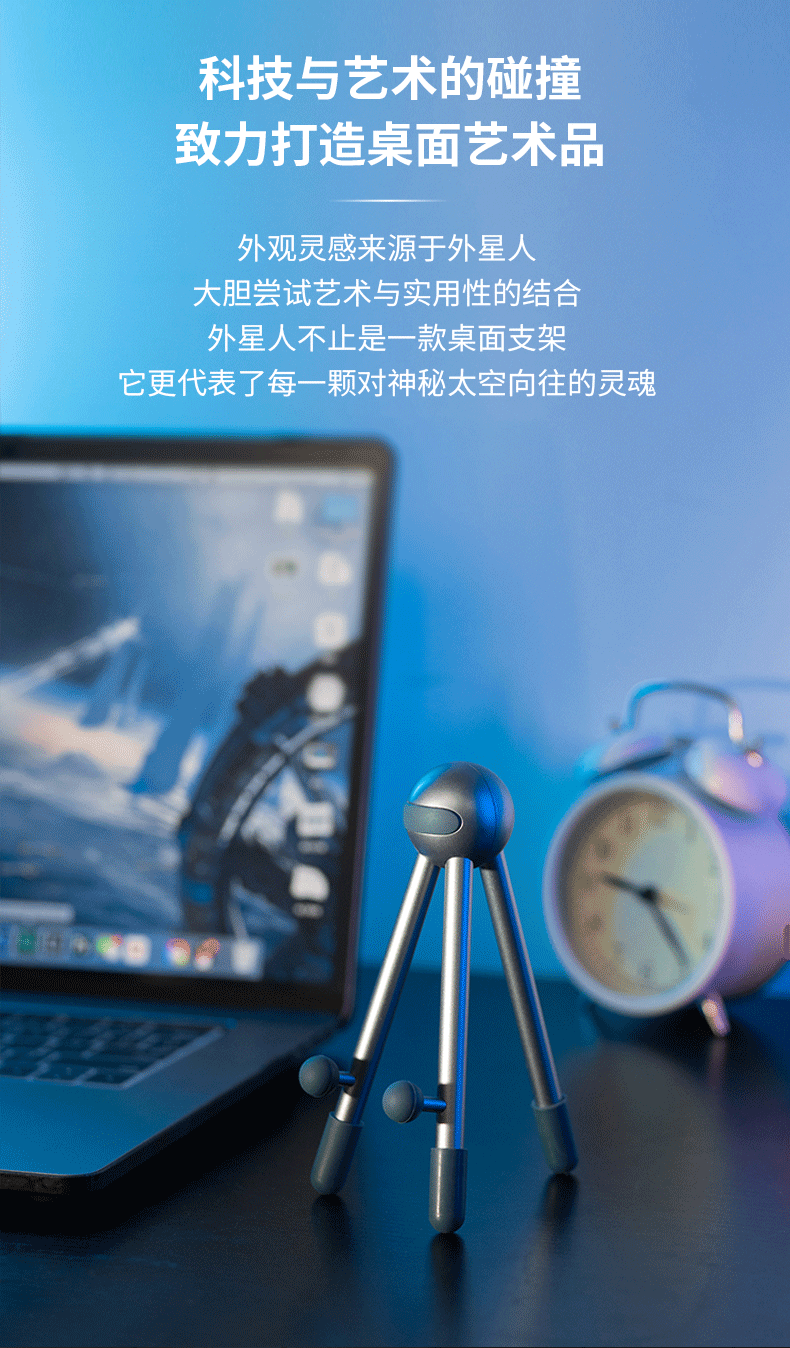 科技与艺术的碰撞
致力打造桌面艺术品
外观灵感来源于外星人
大胆尝试艺术与实用性的结合
外星人不止是一款桌面支架
它更代表了每一颗对神秘太空向往的灵魂